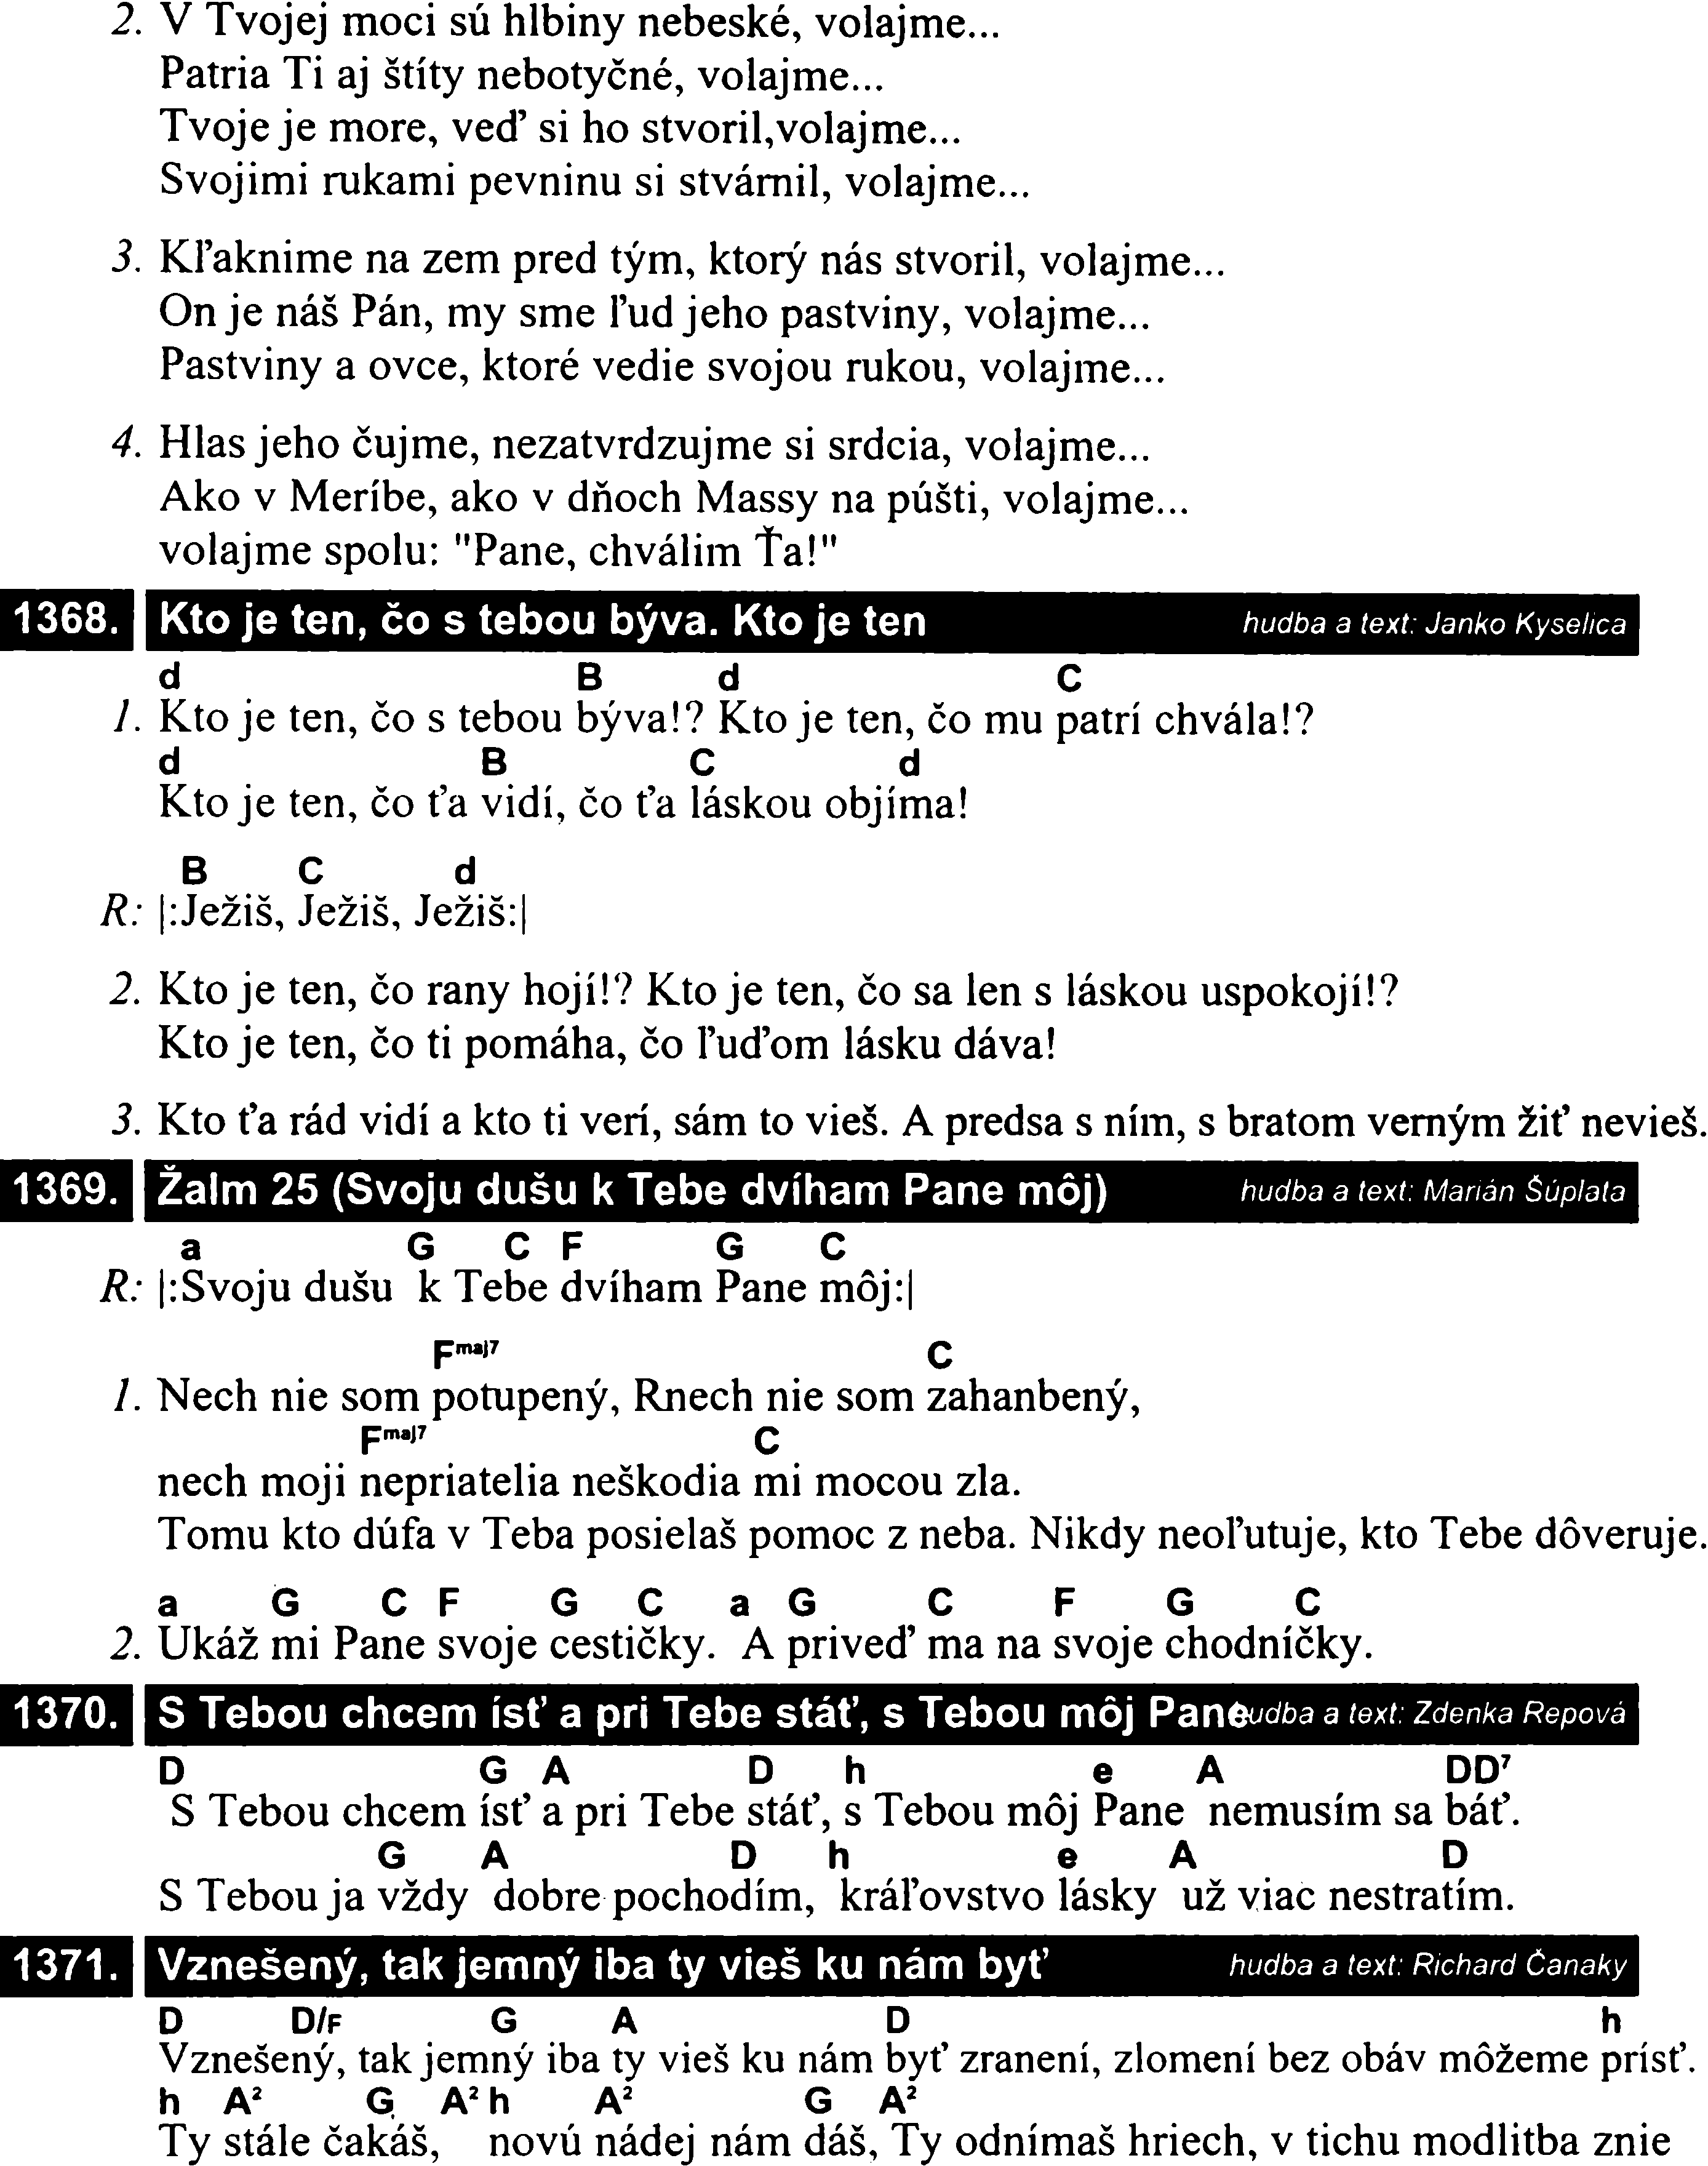 2. V Tvojej moci sú hlbiny nebeské, volajme...
Patria Ti aj štíty nebotyčné, volajme...
Tvoje je more, veď si ho stvoril,volajme...
Svojimi rukami pevninu si stvárnil, volajme...
3. Kľaknime na zem pred tým, ktorý nás stvoril, volajme...
On je náš Pán, my sme ľud jeho pastviny, volajme...
Pastviny a ovce, ktoré vedie svojou rukou, volajme...
4. Hlas jeho čujme, nezatvrdzujme si srdcia, volajme...
Ako v Meríbe, ako v dňoch Massy na púšti, volajme...
volajme spolu: "Pane, chválim Ťa!"
1368. Kto je ten, čo s tebou býva. Kto je ten hudba a text: Janko Kyselica
d B d C
1. Kto je ten, čo s tebou býva!? Kto je ten, čo mu patrí chvála!?
d B C d
Kto je ten, čo ťa vidí, čo ťa láskou objíma!
B C d
R: |:Ježiš, Ježiš, Ježiš:|
2. Kto je ten, čo rany hojí!? Kto je ten, čo sa len s láskou uspokojí!?
Kto je ten, čo ti pomáha, čo ľuďom lásku dáva!
3. Kto ťa rád vidí a kto ti verí, sám to vieš. A predsa s ním, s bratom verným žiť nevieš.
1369. Žalm 25 (Svoju dušu k Tebe dvíham Pane môj) hudba a text: Marián Šúplata
a G C F G C
R: |:Svoju dušu k Tebe dvíham Pane môj:|
Fmaj7 C
1. Nech nie som potupený, Rnech nie som zahanbený,
Fmaj7 C
nech moji nepriatelia neškodia mi mocou zla.
Tomu kto dúfa v Teba posielaš pomoc z neba. Nikdy neoľutuje, kto Tebe dôveruje.
a G C F G C a G C F G C
2. Ukáž mi Pane svoje cestičky. A priveď ma na svoje chodníčky.
1370. S Tebou chcem ísť a pri Tebe stáť, s Tebou môj Pane udba a text: Zdenka Repová
D G A D h e A DD7
S Tebou chcem ísť a pri Tebe stáť, s Tebou môj Pane nemusím sa báť.
G A D h e A D
S Tebou ja vždy dobre pochodím, kráľovstvo lásky už viac nestratím.
1371. Vznešený, tak jemný iba ty vieš ku nám byť hudba a text: Richard Čanaky
D D/F G A D h
Vznešený, tak jemný iba ty vieš ku nám byť zranení, zlomení bez obáv môžeme prísť.
h A2 G A2 h A2 G A2
Ty stále čakáš, novú nádej nám dáš, Ty odnímaš hriech, v tichu modlitba znie